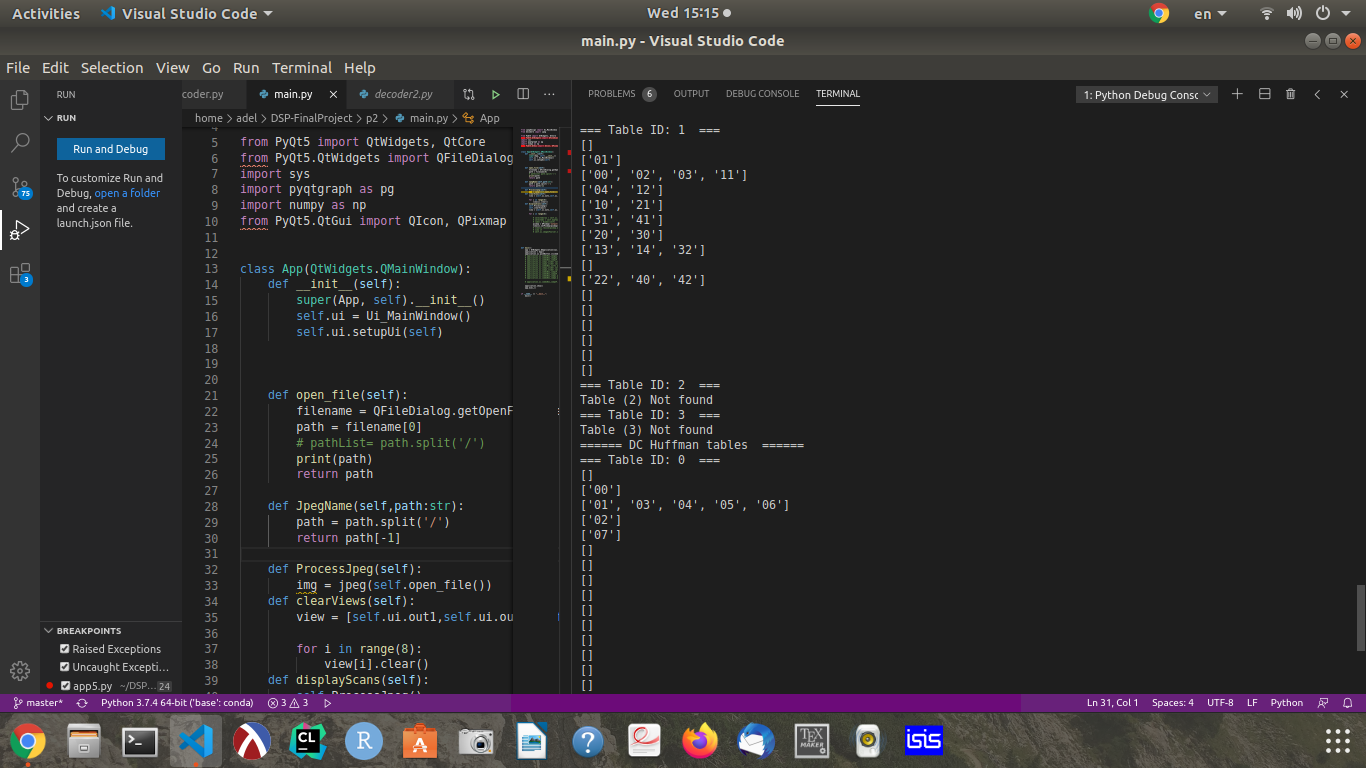 Activities Visual Studio Code Wed 15:15 en
main.py - Visual Studio Code
File Edit Selection View Go Run Terminal Help
RUN
RUN
Run and Debug
To customize Run and
Debug, open a folder
and create a
launch.json file.
75
3
BREAKPOINTS
Raised Exceptions
Uncaught Excepti...
app5.py ~/DSP-... 24
coder.py main.py decoder2.py
home > adel > DSP-FinalProject > p2 > main.py > App
4
5 from PyQt5 import QtWidgets, QtCore
6 from PyQt5.QtWidgets import QFileDialog
7 import sys
8 import pyqtgraph as pg
9 import numpy as np
10 from PyQt5.QtGui import QIcon, QPixmap
11
12
13 class App(QtWidgets.QMainWindow):
14 def __init__(self):
15 super(App, self).__init__()
16 self.ui = Ui_MainWindow()
17 self.ui.setupUi(self)
18
19
20
21 def open_file(self):
22 filename = QFileDialog.getOpenF
23 path = filename[0]
24 # pathList= path.split('/')
25 print(path)
26 return path
27
28 def JpegName(self,path:str):
29 path = path.split('/')
30 return path[-1]
31
32 def ProcessJpeg(self):
33 img = jpeg(self.open_file())
34 def clearViews(self):
35 view = [self.ui.out1,self.ui.ou
36
37 for i in range(8):
38 view[i].clear()
39 def displayScans(self):
PROBLEMS 6 OUTPUT DEBUG CONSOLE TERMINAL 1: Python Debug Consc
=== Table ID: 1 ===
[]
['01']
['00', '02', '03', '11']
['04', '12']
['10', '21']
['31', '41']
['20', '30']
['13', '14', '32']
[]
['22', '40', '42']
[]
[]
[]
[]
[]
[]
=== Table ID: 2 ===
Table (2) Not found
=== Table ID: 3 ===
Table (3) Not found
====== DC Huffman tables ======
=== Table ID: 0 ===
[]
['00']
['01', '03', '04', '05', '06']
['02']
['07']
[]
[]
[]
[]
[]
[]
[]
[]
[]
[]
master* Python 3.7.4 64-bit ('base': conda) 3 3 Ln 31, Col 1 Spaces: 4 UTF-8 LF Python
CL R A ? TEX MAKER isis